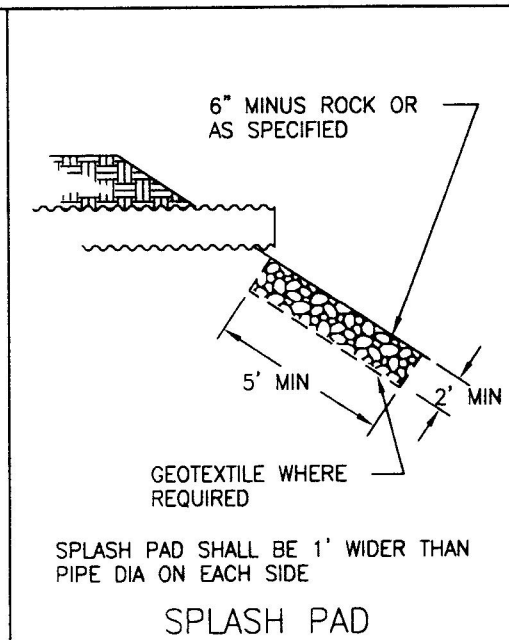 6" MINUS ROCK OR
AS SPECIFIED
5' MIN
2' MIN
GEOTEXTILE WHERE
REQUIRED
SPLASH PAD SHALL BE 1' WIDER THAN
PIPE DIA ON EACH SIDE
SPLASH PAD